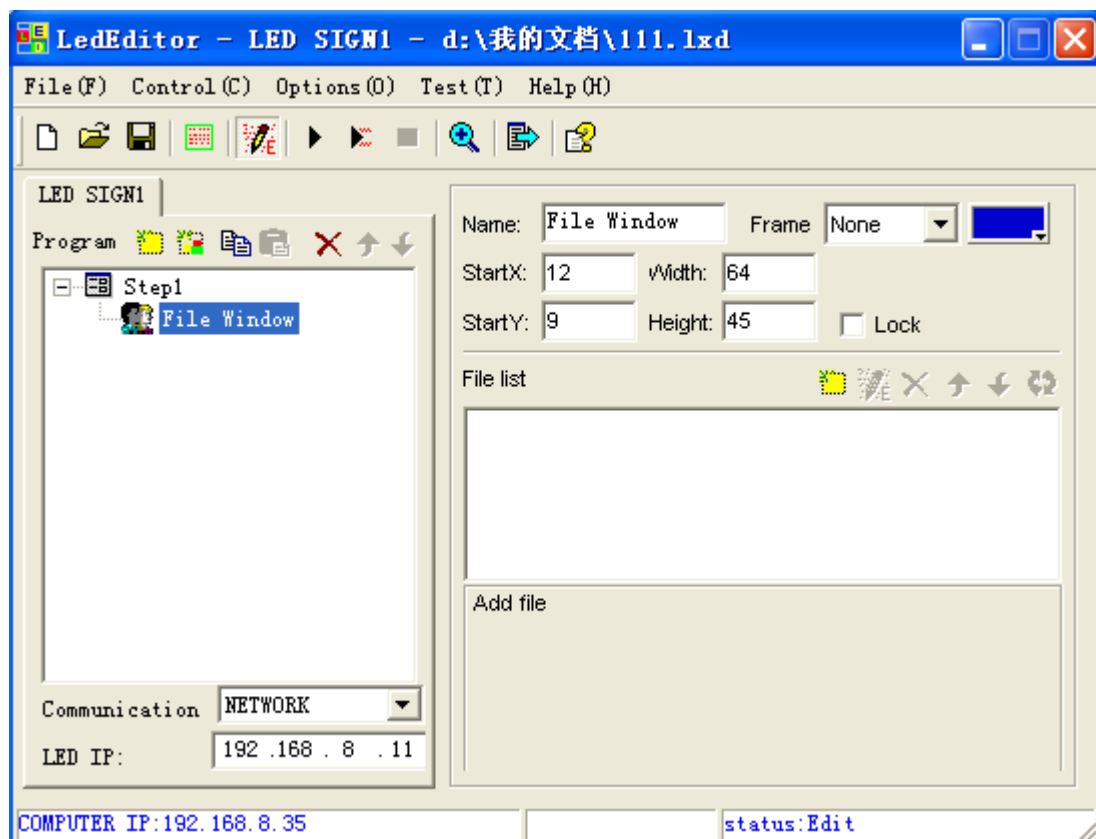 LedEditor - LED SIGN1 - d:\我的文档\111.lxd
File(F) Control(C) Options(O) Test(T) Help(H)
LED SIGN1
Program
Step1
File Window
Communication NETWORK
LED IP: 192 .168 . 8 . 11
Name: File Window Frame None
StartX: 12 Width: 64
StartY: 9 Height: 45 Lock
File list
Add file
COMPUTER IP:192.168.8.35 status:Edit